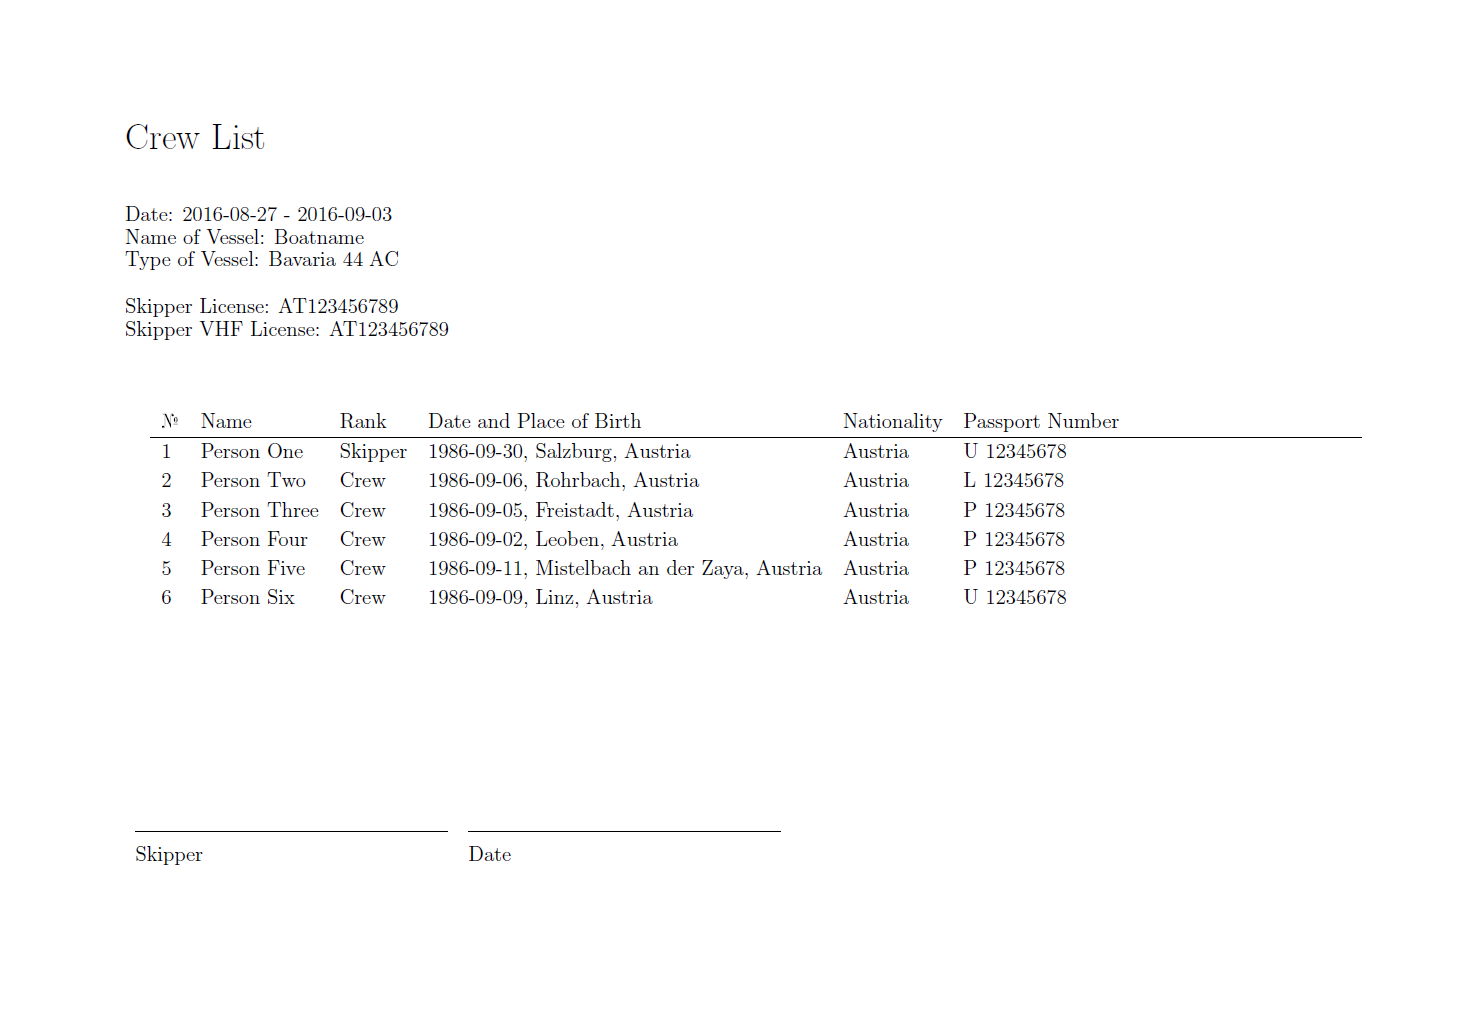 Crew List
Date: 2016-08-27 - 2016-09-03
Name of Vessel: Boatname
Type of Vessel: Bavaria 44 AC
Skipper License: AT123456789
Skipper VHF License: AT123456789
№ Name Rank Date and Place of Birth Nationality Passport Number
1 Person One Skipper 1986-09-30, Salzburg, Austria Austria U 12345678
2 Person Two Crew 1986-09-06, Rohrbach, Austria Austria L 12345678
3 Person Three Crew 1986-09-05, Freistadt, Austria Austria P 12345678
4 Person Four Crew 1986-09-02, Leoben, Austria Austria P 12345678
5 Person Five Crew 1986-09-11, Mistelbach an der Zaya, Austria Austria P 12345678
6 Person Six Crew 1986-09-09, Linz, Austria Austria U 12345678
Skipper Date